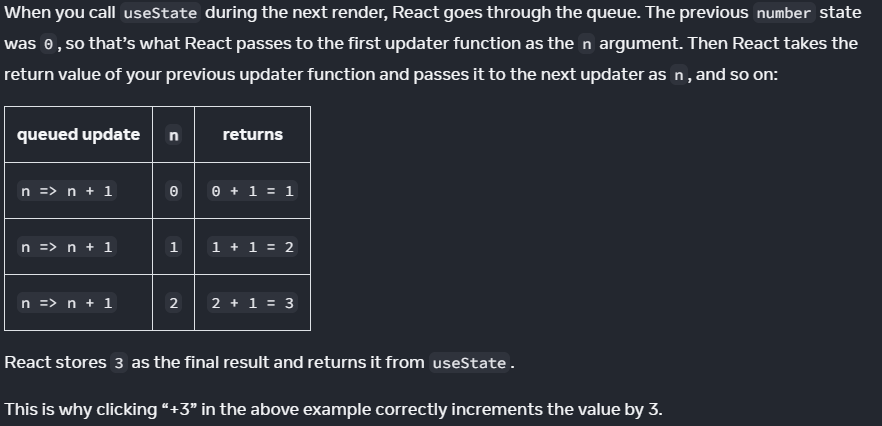 When you call useState during the next render, React goes through the queue. The previous number state
was 0, so that’s what React passes to the first updater function as the n argument. Then React takes the
return value of your previous updater function and passes it to the next updater as n, and so on:
queued update n returns
n => n + 1 0 0 + 1 = 1
n => n + 1 1 1 + 1 = 2
n => n + 1 2 2 + 1 = 3
React stores 3 as the final result and returns it from useState.
This is why clicking “+3” in the above example correctly increments the value by 3.